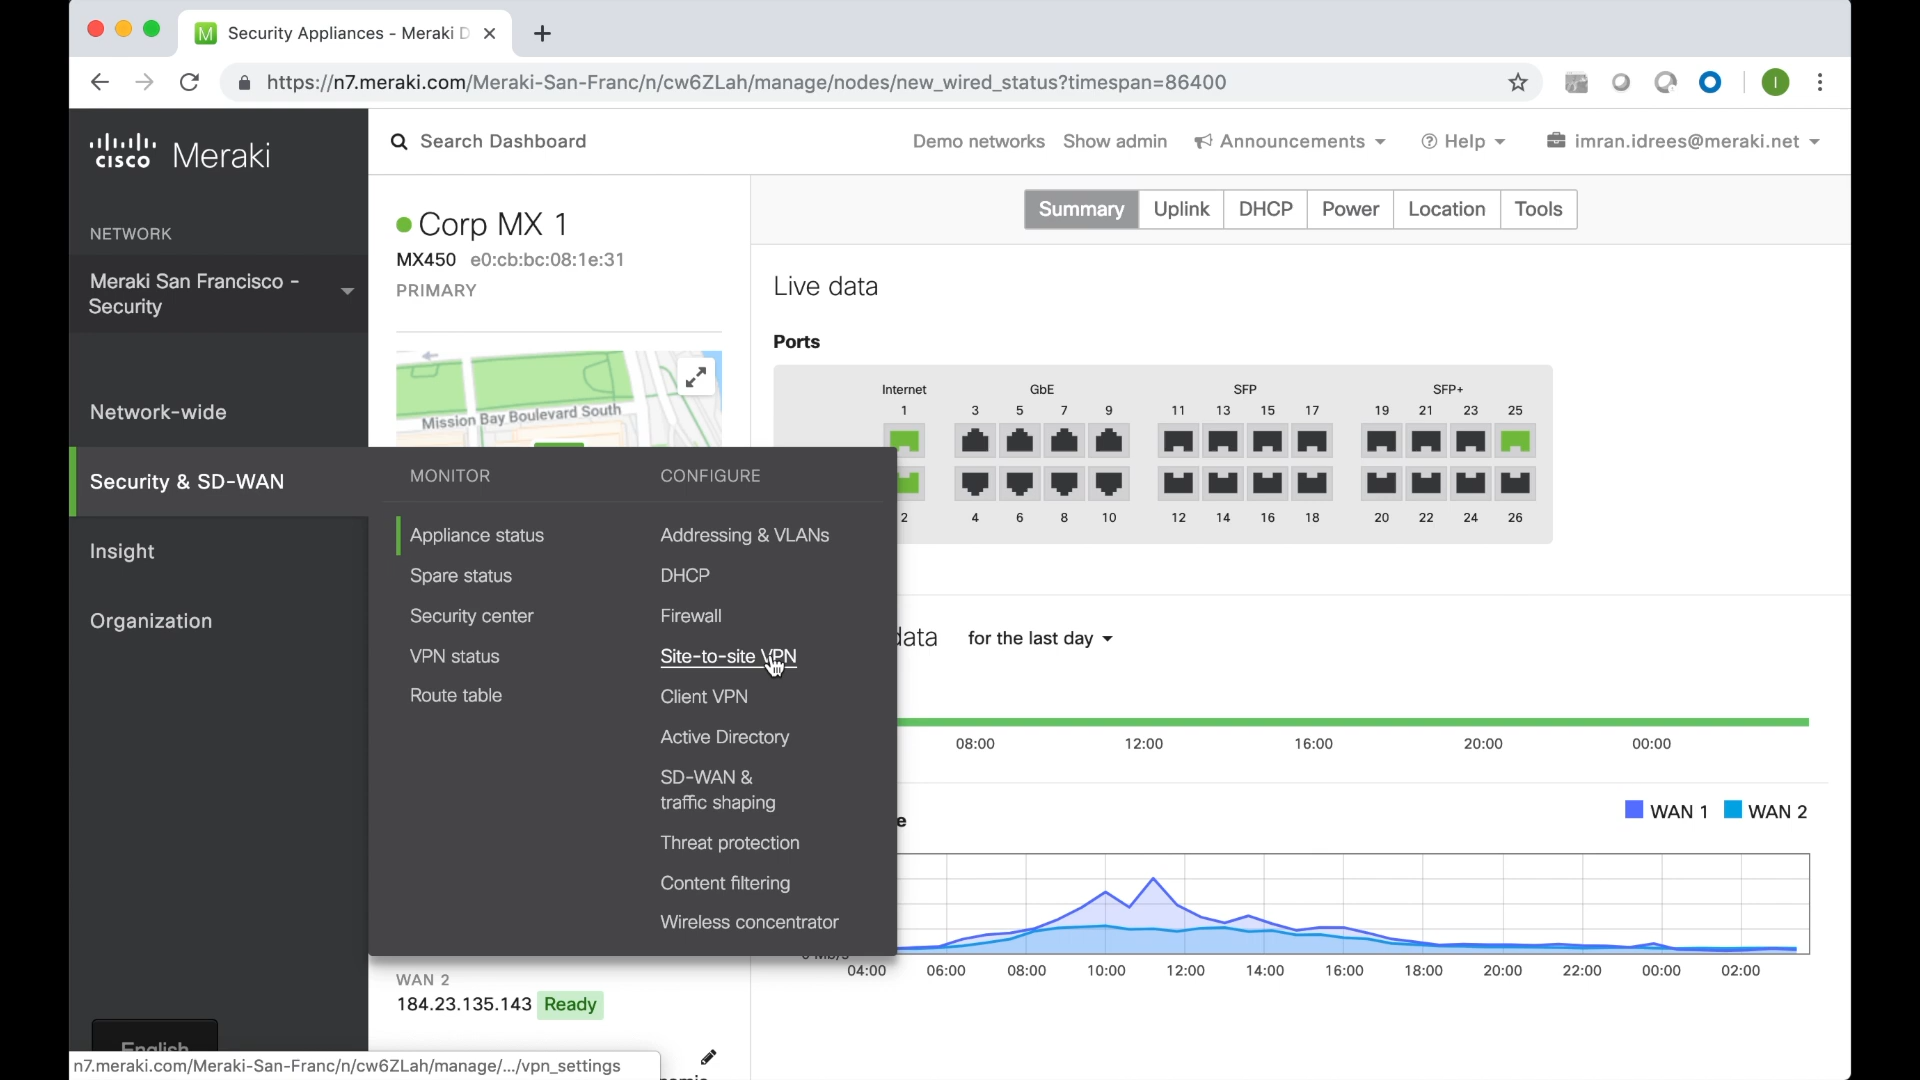 Security Appliances - Meraki D
https://n7.meraki.com/Meraki-San-Franc/n/cw6ZLah/manage/nodes/new_wired_status?timespan=86400
I
cisco Meraki
Search Dashboard
Demo networks
Show admin
Announcements
Help
imran.idrees@meraki.net
NETWORK
Meraki San Francisco -
Security
Network-wide
Security & SD-WAN
Insight
Organization
English
Corp MX 1
MX450 e0:cb:bc:08:1e:31
PRIMARY
Mission Bay Boulevard South
Summary Uplink DHCP Power Location Tools
Live data
Ports
Internet GbE SFP SFP+
1 3 5 7 9 11 13 15 17 19 21 23 25
2 4 6 8 10 12 14 16 18 20 22 24 26
MONITOR
Appliance status
Spare status
Security center
VPN status
Route table
CONFIGURE
Addressing & VLANs
DHCP
Firewall
Site-to-site VPN
Client VPN
Active Directory
SD-WAN &
traffic shaping
Threat protection
Content filtering
Wireless concentrator
data for the last day
08:00 12:00 16:00 20:00 00:00
e
WAN 1 WAN 2
04:00 06:00 08:00 10:00 12:00 14:00 16:00 18:00 20:00 22:00 00:00 02:00
WAN 2
184.23.135.143 Ready
n7.meraki.com/Meraki-San-Franc/n/cw6ZLah/manage/.../vpn_settings